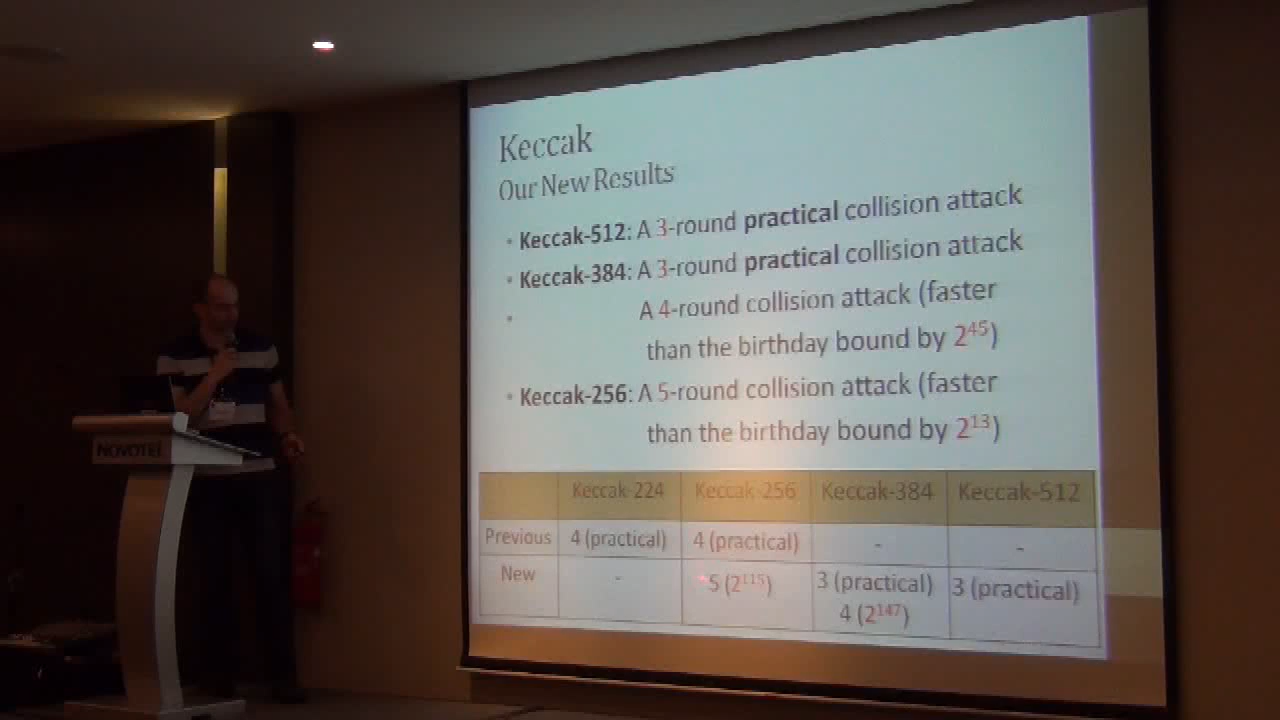 Keccak
Our New Results
• Keccak-512: A 3-round practical collision attack
• Keccak-384: A 3-round practical collision attack
• A 4-round collision attack (faster
than the birthday bound by 2^45)
• Keccak-256: A 5-round collision attack (faster
than the birthday bound by 2^13)
Keccak-224 Keccak-256 Keccak-384 Keccak-512
Previous 4 (practical) 4 (practical) - -
New - 5 (2^115) 3 (practical) 3 (practical)
4 (2^147)
NOVOTEL